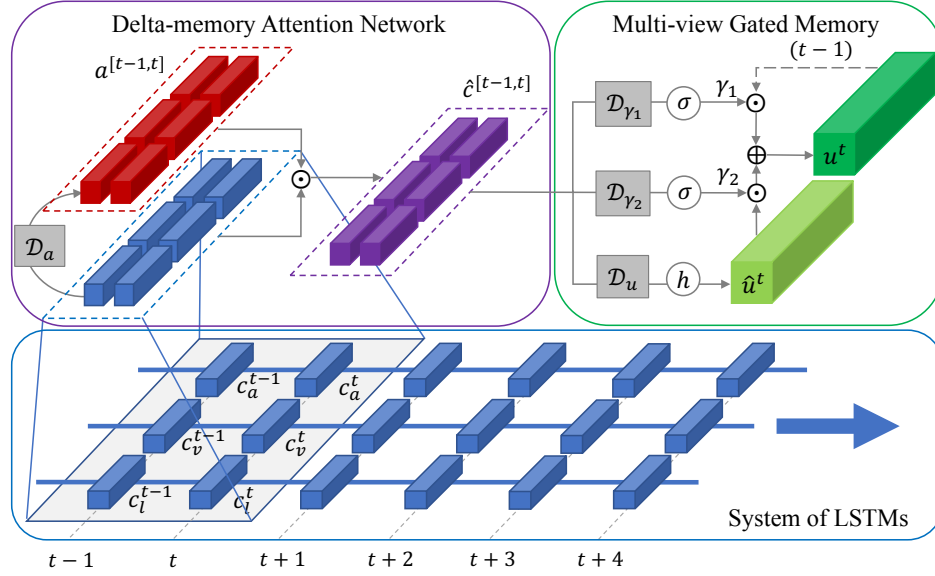 Delta-memory Attention Network
Multi-view Gated Memory
a^{[t−1,t]}
ĉ^{[t−1,t]}
(t − 1)
𝒟_{γ₁} σ γ₁ ⊙
⊕ u^t
⊙
𝒟_{γ₂} σ γ₂ ⊙
𝒟_a
𝒟_u h û^t
c_a^{t−1} c_a^t
c_v^{t−1} c_v^t
c_l^{t−1} c_l^t
System of LSTMs
t − 1 t t + 1 t + 2 t + 3 t + 4